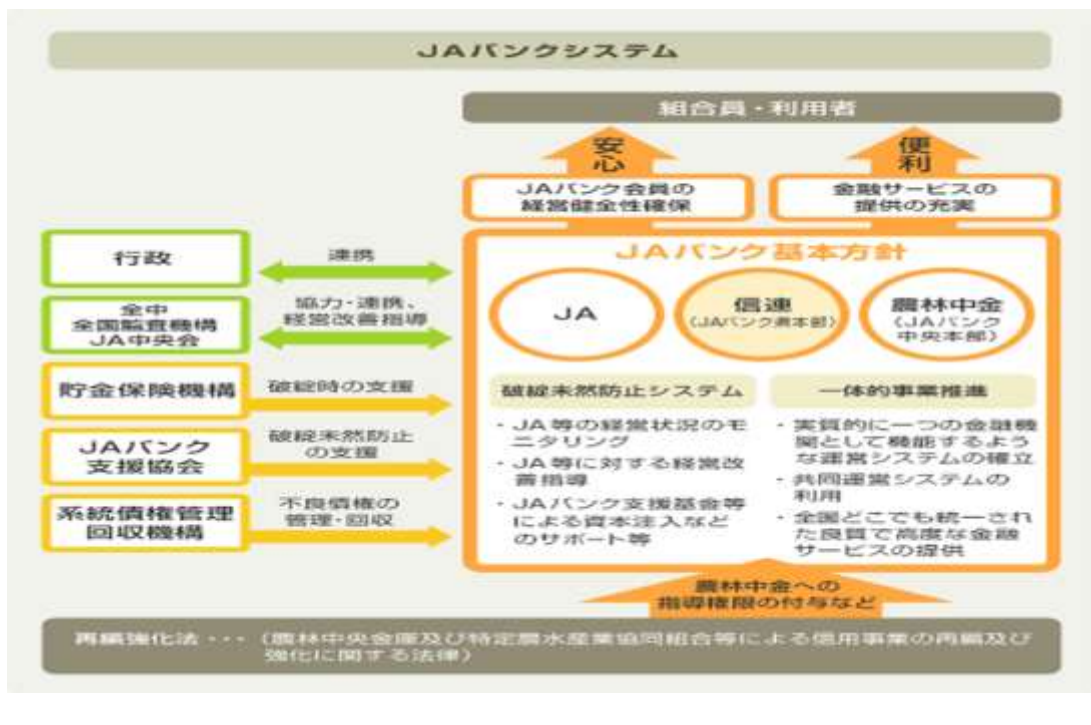 JAバンクシステム
組合員・利用者
安心
便利
JAバンク会員の
経営健全性確保
金融サービスの
提供の充実
行政
連携
全中
全国監査機構
JA中央会
協力・連携、
経営改善指導
貯金保険機構
破綻時の支援
JAバンク
支援協会
破綻未然防止
の支援
系統債権管理
回収機構
不良債権の
管理・回収
JAバンク基本方針
JA
信連
（JAバンク県本部）
農林中金
（JAバンク
中央本部）
破綻未然防止システム
・JA等の経営状況のモ
ニタリング
・JA等に対する経営改
善指導
・JAバンク支援基金等
による資本注入など
のサポート等
一体的事業推進
・実質的に一つの金融機
関として機能するよう
な運営システムの確立
・共同運営システムの
利用
・全国どこでも統一され
た良質で高度な金融
サービスの提供
農林中金への
指導権限の付与など
再編強化法・・・（農林中央金庫及び特定農水産業協同組合等による信用事業の再編及び
強化に関する法律）